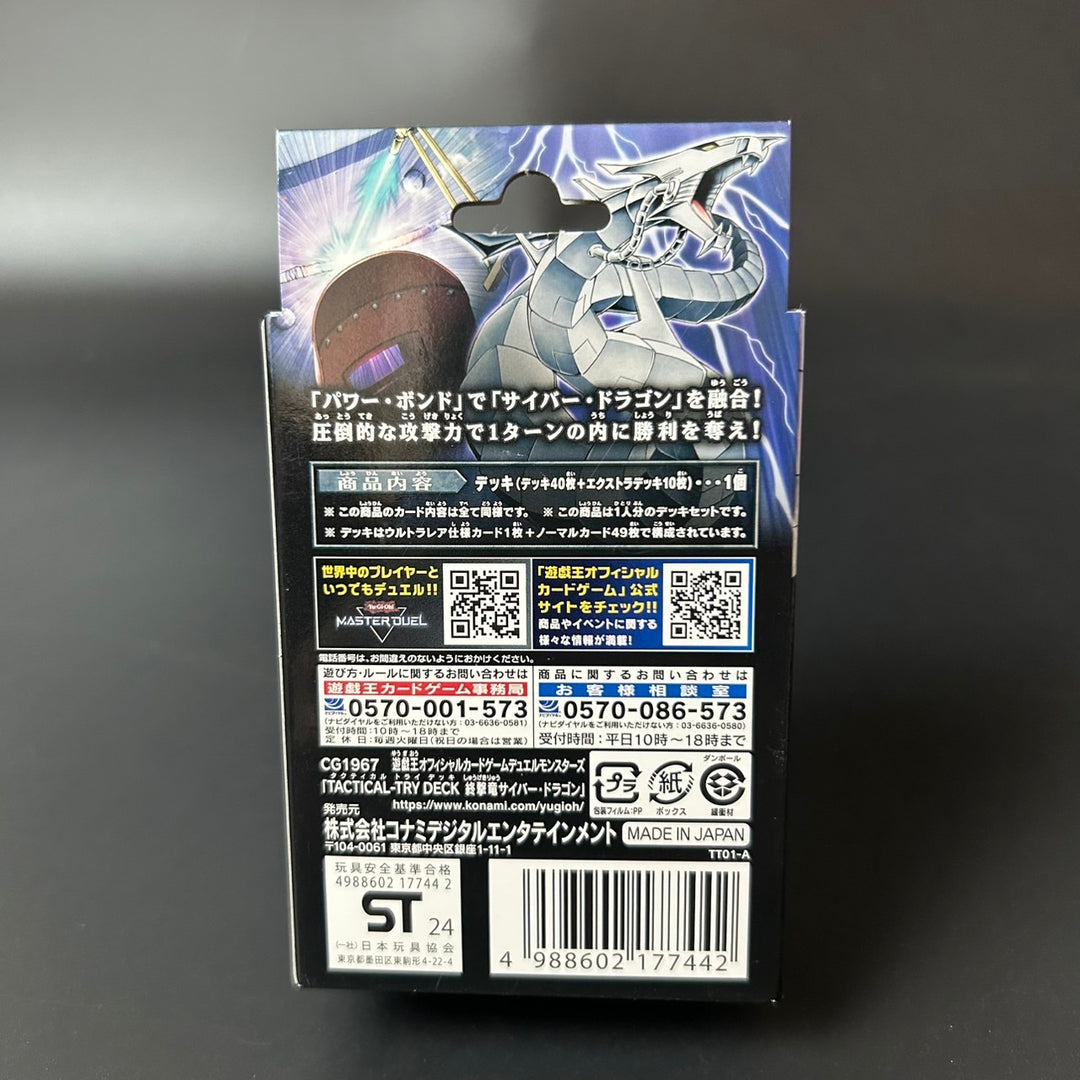 「パワー・ボンド」で「サイバー・ドラゴン」を融合!
圧倒的な攻撃力で1ターンの内に勝利を奪え!
商品内容 デッキ(デッキ40枚+エクストラデッキ10枚)・・・1個
※ この商品のカード内容は全て同様です。 ※ この商品は1人分のデッキセットです。
※ デッキはウルトラレア仕様カード1枚+ノーマルカード49枚で構成されています。
世界中のプレイヤーと
いつでもデュエル!!
Yu-Gi-Oh!
MASTER DUEL
「遊戯王オフィシャル
カードゲーム」公式
サイトをチェック!!
商品やイベントに関する
様々な情報が満載!
電話番号は、お間違えのないようにおかけください。
遊び方・ルールに関するお問い合わせは
遊戯王カードゲーム事務局
ナビダイヤル 0570-001-573
(ナビダイヤルをご利用いただけない方:03-6636-0581)
受付時間:10時~18時まで
定休日:毎週火曜日(祝日の場合は営業)
商品に関するお問い合わせは
お客様相談室
ナビダイヤル 0570-086-573
(ナビダイヤルをご利用いただけない方:03-6636-0580)
受付時間:平日10時~18時まで
CG1967 遊戯王オフィシャルカードゲームデュエルモンスターズ
「TACTICAL-TRY DECK 終撃竜サイバー・ドラゴン」
https://www.konami.com/yugioh/
プラ
包装フィルム:PP
紙
ボックス
ダンボール
緩衝材
発売元
株式会社コナミデジタルエンタテインメント
〒104-0061 東京都中央区銀座1-11-1
MADE IN JAPAN
TT01-A
玩具安全基準合格
4988602 17744 2
ST 24
(一社)日本玩具協会
東京都墨田区東駒形4-22-4
4 988602 177442